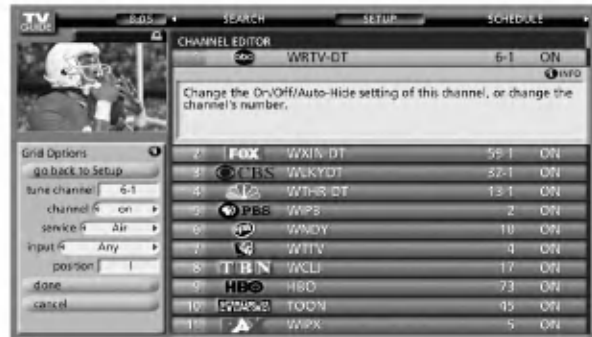 TV GUIDE
8:05
SEARCH SETUP SCHEDULE
CHANNEL EDITOR
abc WRTV-DT 6-1 ON
INFO
Change the On/Off/Auto-Hide setting of this channel, or change the
channel's number.
Grid Options
go back to Setup
tune channel 6-1
channel on
service Air
input Any
position 1
done
cancel
2 FOX WXIN-DT 59-1 ON
3 CBS WLKYDT 32-1 ON
4 WTHR-DT 13-1 ON
5 PBS WIPB 2 ON
6 WNDY 10 ON
7 WTTV 4 ON
8 TBN WCLJ 17 ON
9 HBO HBO 73 ON
10 TOON 45 ON
11 WIPX 5 ON